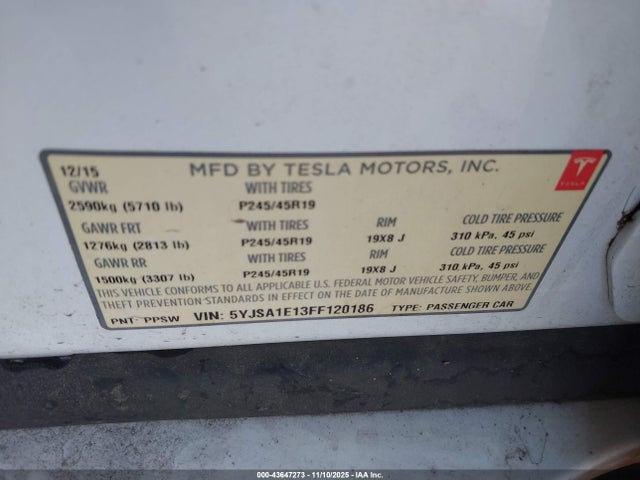 12/15 MFD BY TESLA MOTORS, INC.
GVWR WITH TIRES
2590kg (5710 lb) P245/45R19
GAWR FRT WITH TIRES RIM COLD TIRE PRESSURE
1276kg (2813 lb) P245/45R19 19X8 J 310 kPa, 45 psi
GAWR RR WITH TIRES RIM COLD TIRE PRESSURE
1500kg (3307 lb) P245/45R19 19X8 J 310 kPa, 45 psi
THIS VEHICLE CONFORMS TO ALL APPLICABLE U.S. FEDERAL MOTOR VEHICLE SAFETY, BUMPER, AND
THEFT PREVENTION STANDARDS IN EFFECT ON THE DATE OF MANUFACTURE SHOWN ABOVE.
PNT: PPSW VIN: 5YJSA1E13FF120186 TYPE: PASSENGER CAR
TESLA
000-43647273 - 11/10/2025 - IAA Inc.